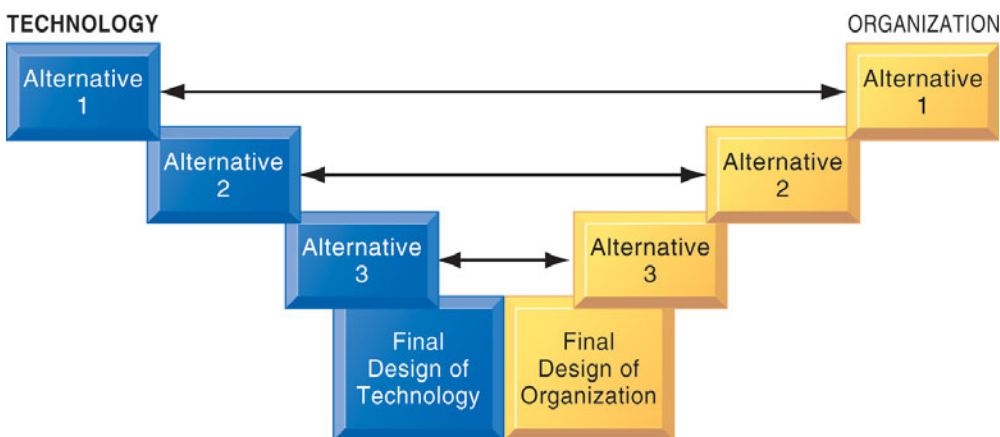 TECHNOLOGY
ORGANIZATION
Alternative
1
Alternative
1
Alternative
2
Alternative
2
Alternative
3
Alternative
3
Final
Design of
Technology
Final
Design of
Organization